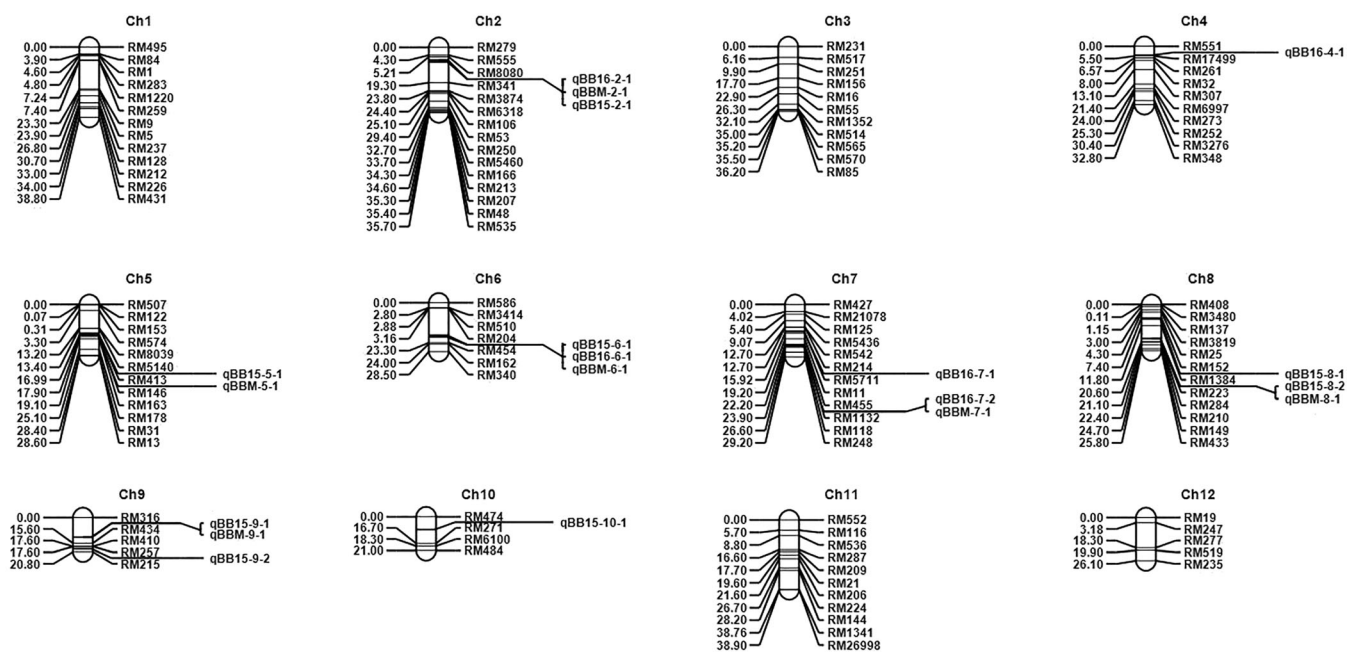 Ch1
0.00 RM495
3.90 RM84
4.60 RM1
4.80 RM283
7.24 RM1220
7.40 RM259
23.30 RM9
23.90 RM5
26.80 RM237
30.70 RM128
33.00 RM212
34.00 RM226
38.80 RM431
Ch2
0.00 RM279
4.30 RM555
5.21 RM8080
19.30 RM341
23.80 RM3874
24.40 RM6318
25.10 RM106
29.40 RM53
32.70 RM250
33.70 RM5460
34.30 RM166
34.60 RM213
35.30 RM207
35.40 RM48
35.70 RM535
qBB16-2-1
qBBM-2-1
qBB15-2-1
Ch3
0.00 RM231
6.16 RM517
9.90 RM251
17.70 RM156
22.90 RM16
26.30 RM55
32.10 RM1352
35.00 RM514
35.20 RM565
35.50 RM570
36.20 RM85
Ch4
0.00 RM551
5.50 RM17499
6.57 RM261
8.00 RM32
13.10 RM307
21.40 RM6997
24.00 RM273
25.30 RM252
30.40 RM3276
32.80 RM348
qBB16-4-1
Ch5
0.00 RM507
0.07 RM122
0.31 RM153
3.30 RM574
13.20 RM8039
13.40 RM5140
16.99 RM413
17.90 RM146
19.10 RM163
25.10 RM178
28.40 RM31
28.60 RM13
qBB15-5-1
qBBM-5-1
Ch6
0.00 RM586
2.80 RM3414
2.88 RM510
3.16 RM204
23.30 RM454
24.00 RM162
28.50 RM340
qBB15-6-1
qBB16-6-1
qBBM-6-1
Ch7
0.00 RM427
4.02 RM21078
5.40 RM125
9.07 RM5436
12.70 RM542
12.70 RM214
15.92 RM5711
19.20 RM11
22.20 RM455
23.90 RM1132
26.60 RM118
29.20 RM248
qBB16-7-1
qBB16-7-2
qBBM-7-1
Ch8
0.00 RM408
0.11 RM3480
1.15 RM137
3.00 RM3819
4.30 RM25
7.40 RM152
11.80 RM1384
20.60 RM223
21.10 RM284
22.40 RM210
24.70 RM149
25.80 RM433
qBB15-8-1
qBB15-8-2
qBBM-8-1
Ch9
0.00 RM316
15.60 RM434
17.60 RM410
17.60 RM257
20.80 RM215
qBB15-9-1
qBBM-9-1
qBB15-9-2
Ch10
0.00 RM474
16.70 RM271
18.30 RM6100
21.00 RM484
qBB15-10-1
Ch11
0.00 RM552
5.70 RM116
8.80 RM536
16.60 RM287
17.70 RM209
19.60 RM21
21.60 RM206
26.70 RM224
28.20 RM144
38.76 RM1341
38.90 RM26998
Ch12
0.00 RM19
3.18 RM247
18.30 RM277
19.90 RM519
26.10 RM235